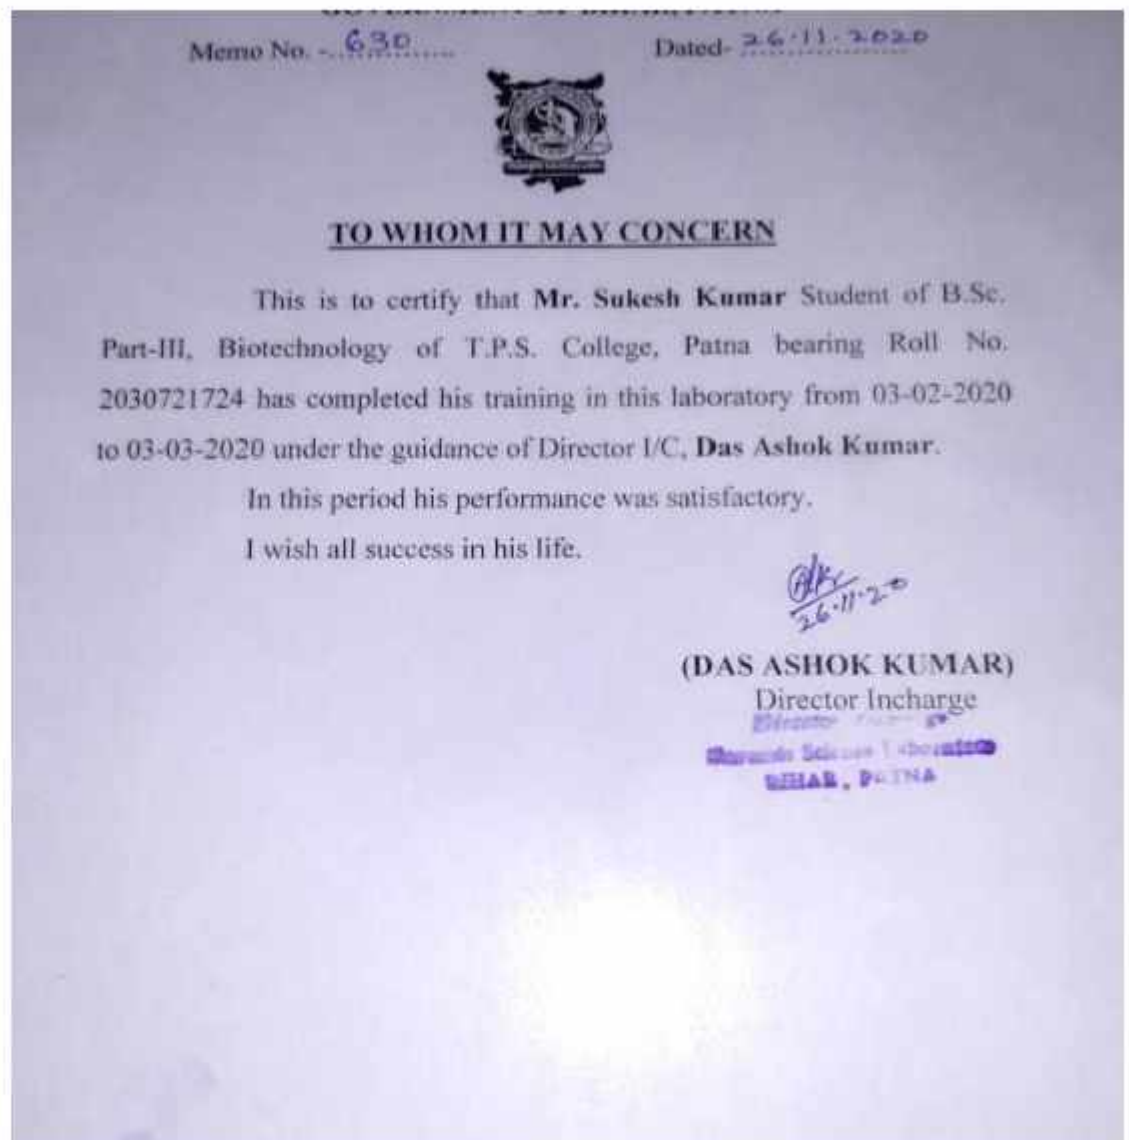 Memo No. - 630
Dated- 26.11.2020
TO WHOM IT MAY CONCERN
This is to certify that Mr. Sukesh Kumar Student of B.Sc.
Part-III, Biotechnology of T.P.S. College, Patna bearing Roll No.
2030721724 has completed his training in this laboratory from 03-02-2020
to 03-03-2020 under the guidance of Director I/C, Das Ashok Kumar.
In this period his performance was satisfactory.
I wish all success in his life.
26.11.20
(DAS ASHOK KUMAR)
Director Incharge
Director
Science Laboratory
BIHAR, PATNA